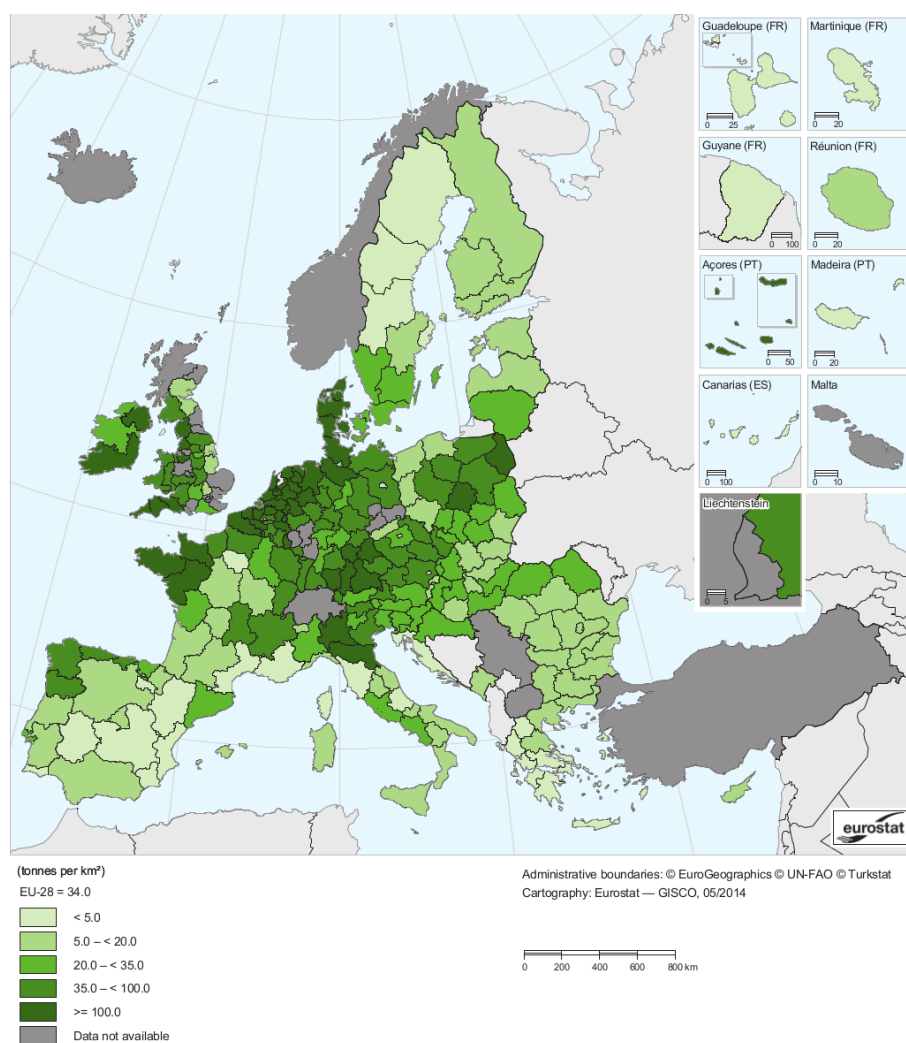 Guadeloupe (FR)
0 25
Martinique (FR)
0 20
Guyane (FR)
0 100
Réunion (FR)
0 20
Açores (PT)
0 50
Madeira (PT)
0 20
Canarias (ES)
0 100
Malta
0 10
Liechtenstein
0 5
eurostat
(tonnes per km²)
EU-28 = 34.0
< 5.0
5.0 – < 20.0
20.0 – < 35.0
35.0 – < 100.0
>= 100.0
Data not available
Administrative boundaries: © EuroGeographics © UN-FAO © Turkstat
Cartography: Eurostat — GISCO, 05/2014
0 200 400 600 800 km